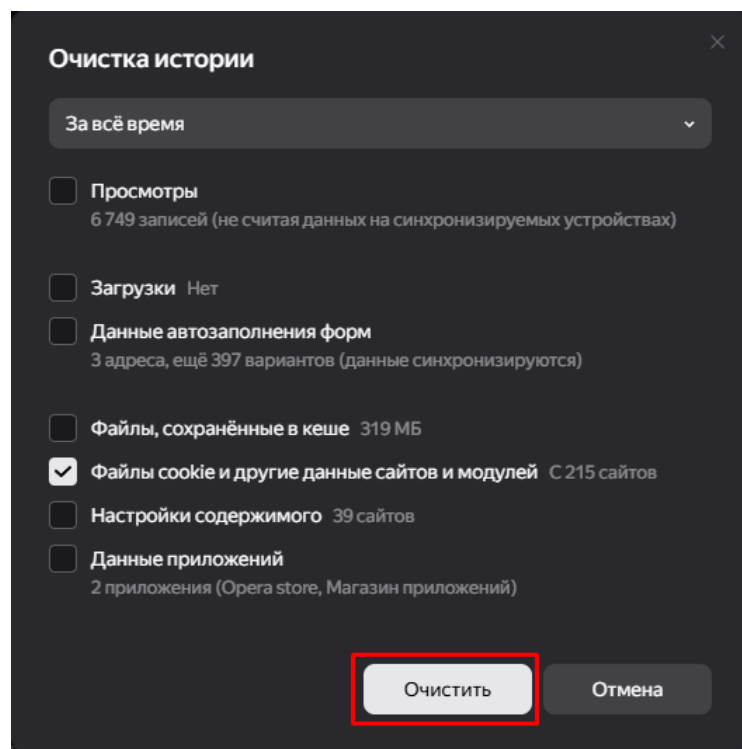 Очистка истории
За всё время
Просмотры
6 749 записей (не считая данных на синхронизируемых устройствах)
Загрузки Нет
Данные автозаполнения форм
3 адреса, ещё 397 вариантов (данные синхронизируются)
Файлы, сохранённые в кеше 319 МБ
Файлы cookie и другие данные сайтов и модулей С 215 сайтов
Настройки содержимого 39 сайтов
Данные приложений
2 приложения (Opera store, Магазин приложений)
Очистить Отмена